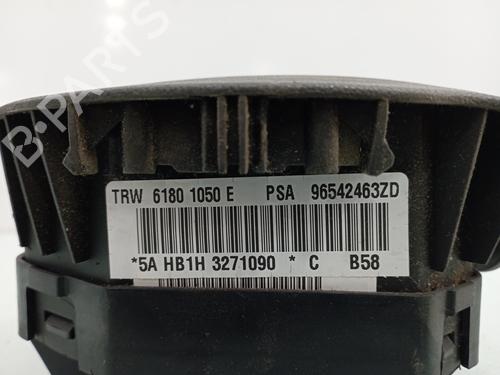 B-PARTS
TRW 6180 1050 E PSA 96542463ZD
*5A HB1H 3271090 * C B58